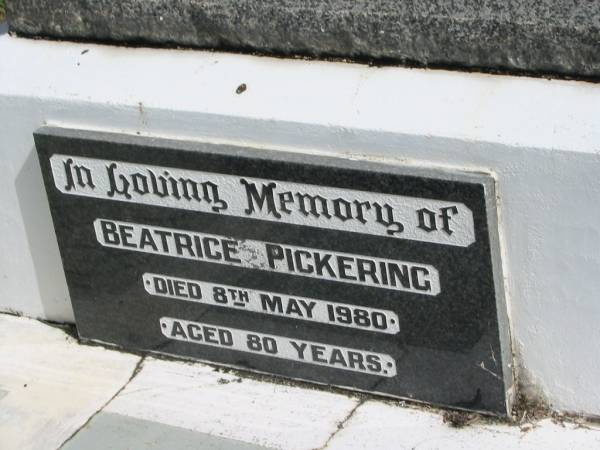 In Loving Memory of
BEATRICE PICKERING
·DIED 8TH MAY 1980·
·AGED 80 YEARS.·